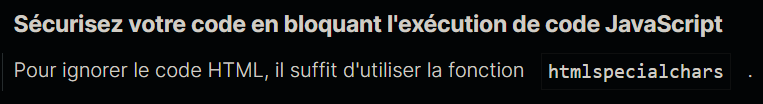 Sécurisez votre code en bloquant l'exécution de code JavaScript
Pour ignorer le code HTML, il suffit d'utiliser la fonction htmlspecialchars .